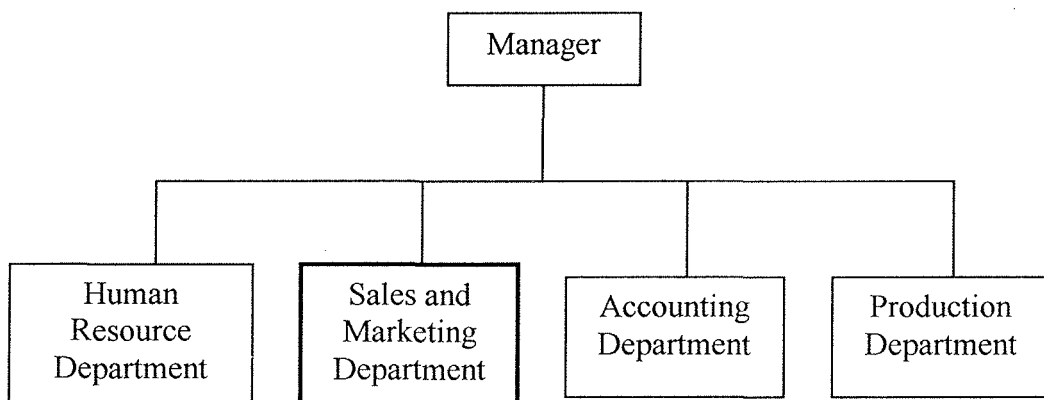 Manager
Human
Resource
Department
Sales and
Marketing
Department
Accounting
Department
Production
Department